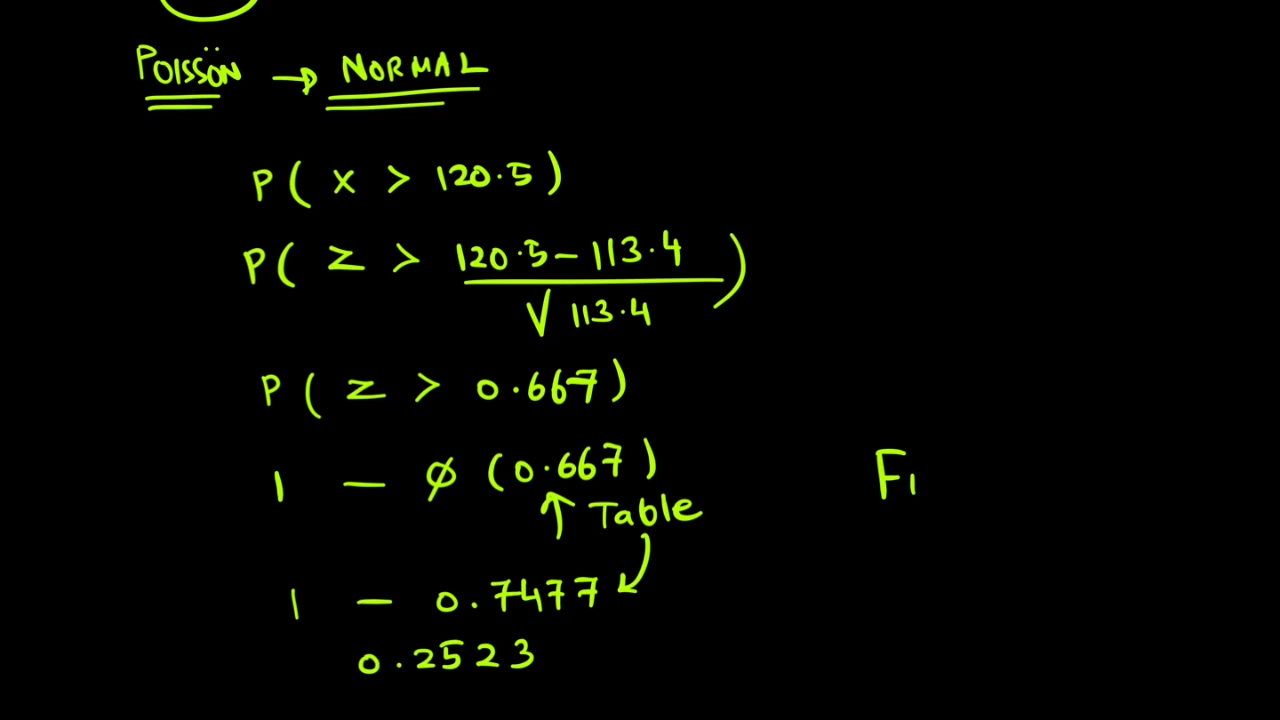 POISSÖN → NORMAL
P( x > 120.5)
P( z > 120.5 - 113.4 )
√113.4
P( z > 0.667)
1 - ø (0.667)
↑ Table
F1
1 - 0.7477
0.2523